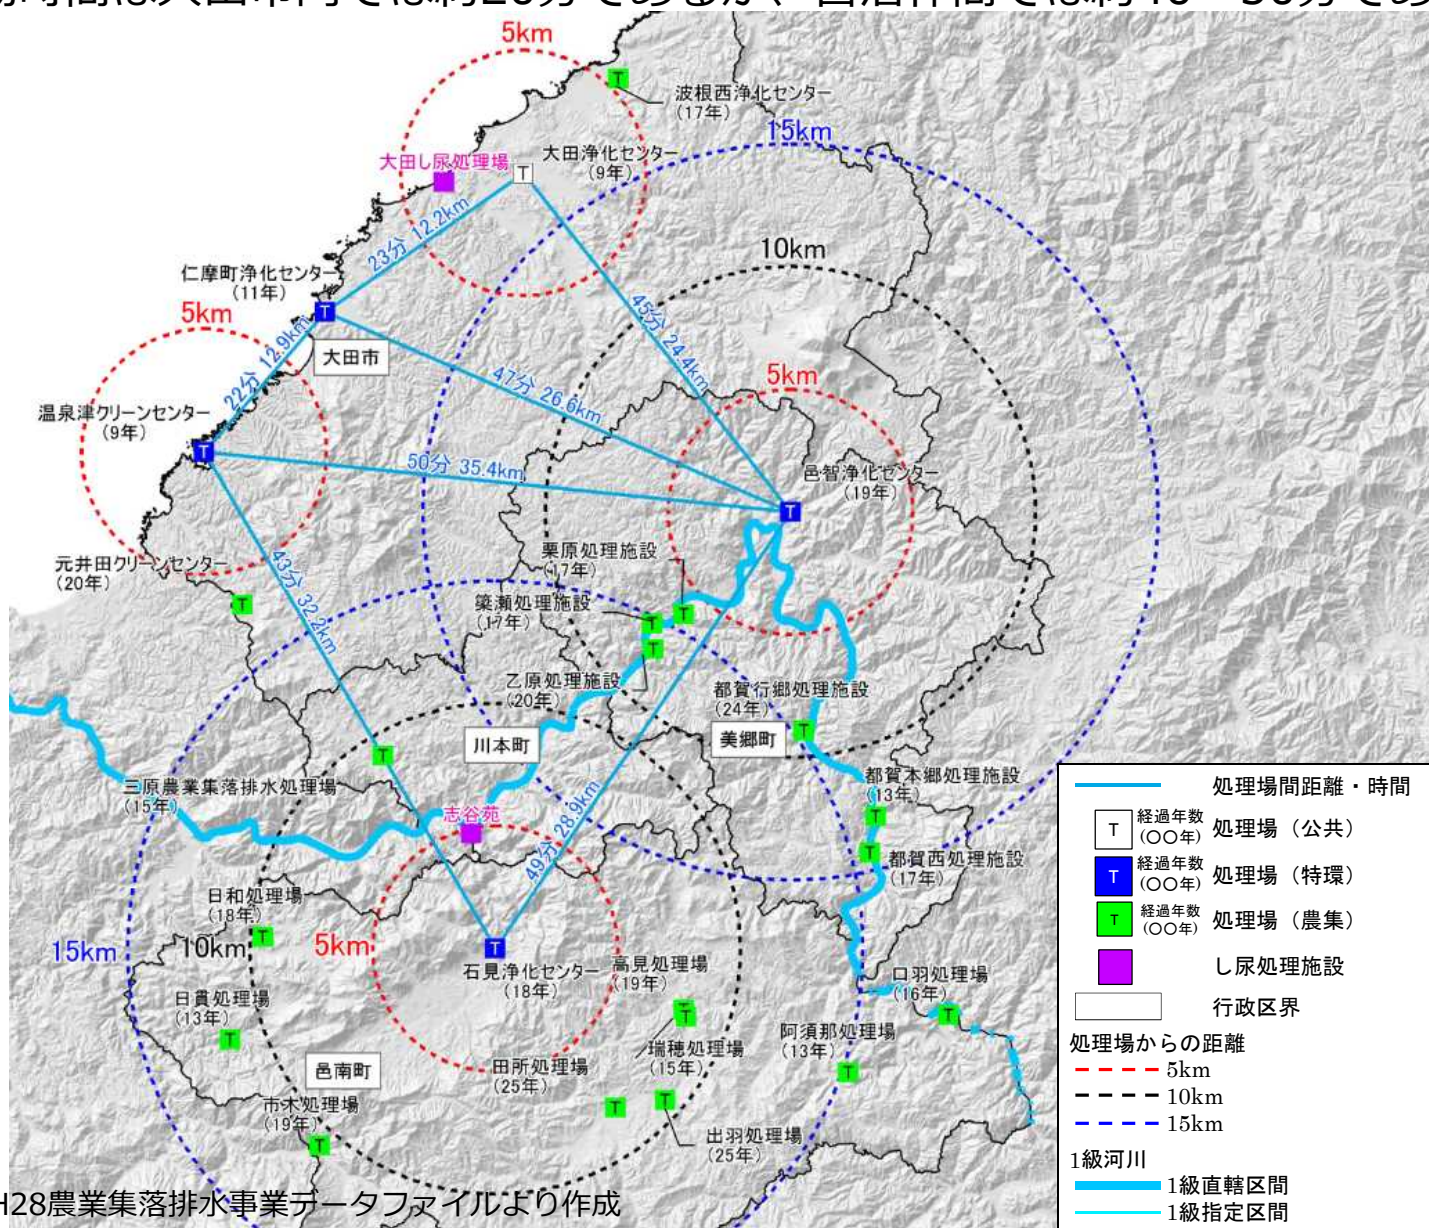 5km
波根西浄化センター
(17年)
15km
大田し尿処理場
大田浄化センター
(9年)
23分 12.2km
10km
仁摩町浄化センター
(11年)
5km
大田市
22分 12.9km
45分 24.4km
47分 26.6km
5km
温泉津クリーンセンター
(9年)
50分 35.4km
邑智浄化センター
(19年)
元井田クリーンセンター
(20年)
栗原処理施設
(17年)
簗瀬処理施設
(17年)
43分 32.2km
乙原処理施設
(20年)
都賀行郷処理施設
(24年)
川本町
美郷町
三原農業集落排水処理場
(15年)
志谷苑
都賀本郷処理施設
(13年)
49分 28.9km
都賀西処理施設
(17年)
日和処理場
(18年)
15km
10km
5km
石見浄化センター
(18年)
高見処理場
(19年)
口羽処理場
(16年)
日貫処理場
(13年)
阿須那処理場
(13年)
瑞穂処理場
(15年)
田所処理場
(25年)
邑南町
市木処理場
(19年)
出羽処理場
(25年)
H28農業集落排水事業データファイルより作成
処理場間距離・時間
T 経過年数 (○○年) 処理場（公共）
T 経過年数 (○○年) 処理場（特環）
T 経過年数 (○○年) 処理場（農集）
し尿処理施設
行政区界
処理場からの距離
5km
10km
15km
1級河川
1級直轄区間
1級指定区間